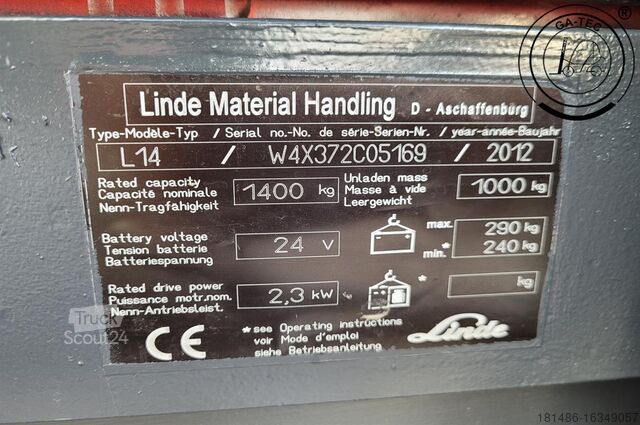 GA-TEC
Linde Material Handling D - Aschaffenburg
Type-Modèle-Typ / Serial no.-No. de série-Serien-Nr. / year-année-Baujahr
L14 / W4X372C05169 / 2012
Rated capacity
Capacité nominale
Nenn-Tragfähigkeit
1400 kg
Unladen mass
Masse à vide
Leergewicht
1000 kg
Battery voltage
Tension batterie
Batteriespannung
24 V
max. 290 kg
min.* 240 kg
Rated drive power
Puissance motr.nom.
Nenn-Antriebsleist.
2,3 kW
kg
*see Operating instructions
voir Mode d'emploi
siehe Betriebsanleitung
CE
Linde
Truck
Scout24
181486-16349057